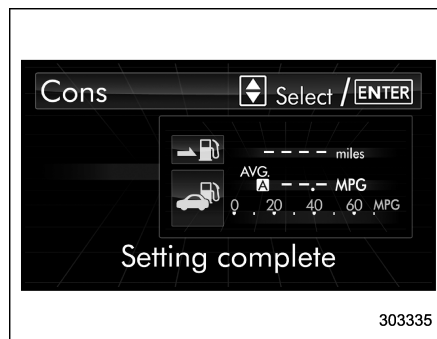 Cons Select / ENTER
---- miles
AVG.
A --.- MPG
0 20 40 60 MPG
Setting complete
303335